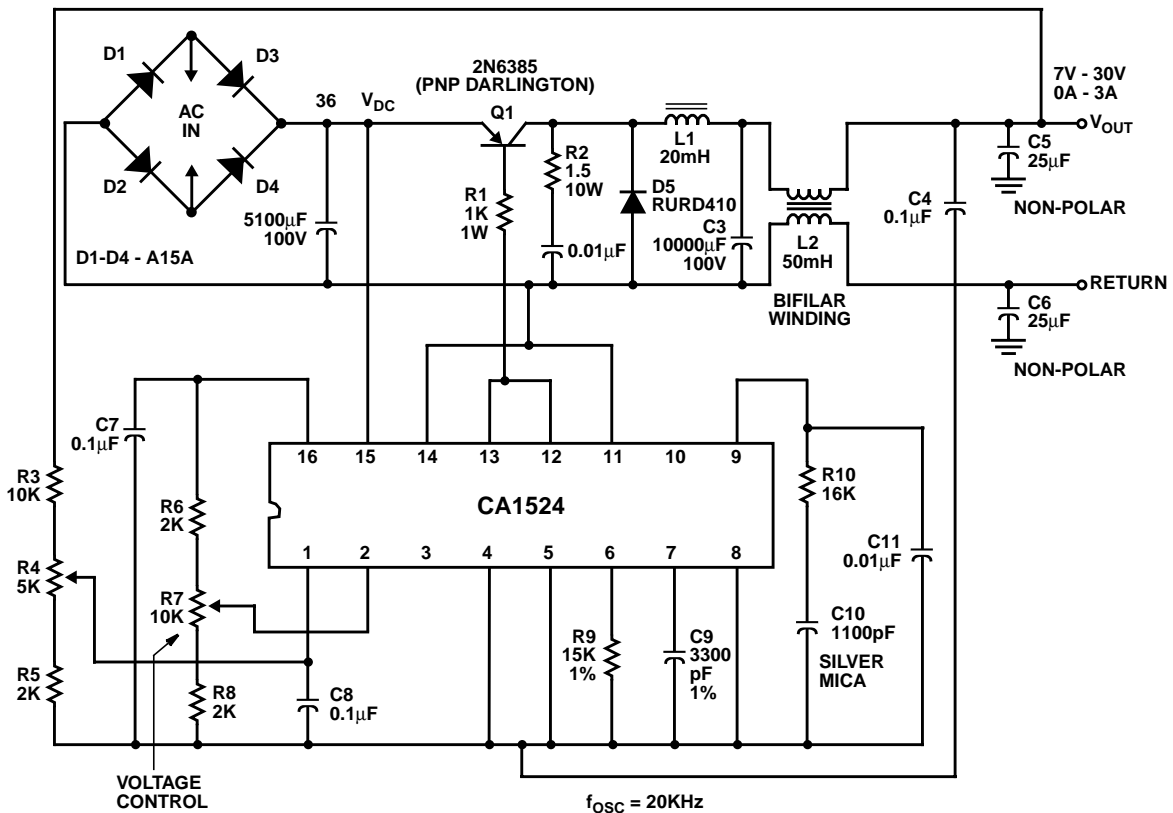 D1
D3
AC
IN
D2
D4
D1-D4 - A15A
36
V_DC
5100μF
100V
2N6385
(PNP DARLINGTON)
Q1
R1
1K
1W
R2
1.5
10W
0.01μF
D5
RURD410
L1
20mH
C3
10000μF
100V
L2
50mH
BIFILAR
WINDING
C4
0.1μF
7V - 30V
0A - 3A
V_OUT
C5
25μF
NON-POLAR
RETURN
C6
25μF
NON-POLAR
C7
0.1μF
R3
10K
R4
5K
R5
2K
R6
2K
R7
10K
R8
2K
VOLTAGE
CONTROL
16 15 14 13 12 11 10 9
CA1524
1 2 3 4 5 6 7 8
C8
0.1μF
R9
15K
1%
C9
3300
pF
1%
R10
16K
C10
1100pF
SILVER
MICA
C11
0.01μF
f_OSC = 20KHz